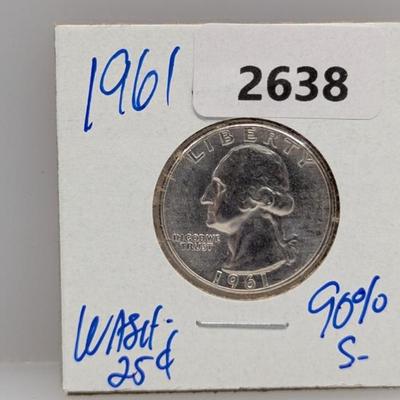 1961
2638
LIBERTY
IN GOD WE
TRUST
1961
WASH-
25¢
90%
S-